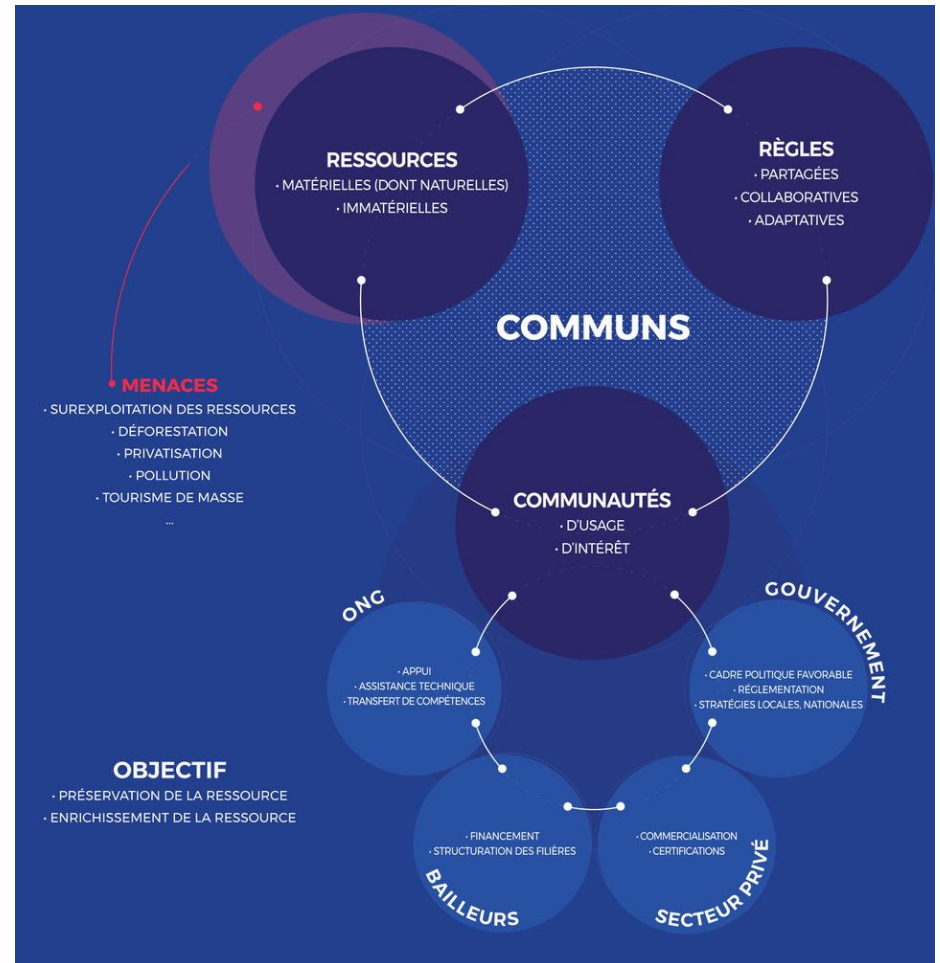 RESSOURCES
· MATÉRIELLES (DONT NATURELLES)
· IMMATÉRIELLES
RÈGLES
· PARTAGÉES
· COLLABORATIVES
· ADAPTATIVES
COMMUNS
MENACES
· SUREXPLOITATION DES RESSOURCES
· DÉFORESTATION
· PRIVATISATION
· POLLUTION
· TOURISME DE MASSE
...
COMMUNAUTÉS
· D'USAGE
· D'INTÉRÊT
ONG
· APPUI
· ASSISTANCE TECHNIQUE
· TRANSFERT DE COMPÉTENCES
GOUVERNEMENT
· CADRE POLITIQUE FAVORABLE
· RÉGLEMENTATION
· STRATÉGIES LOCALES, NATIONALES
OBJECTIF
· PRÉSERVATION DE LA RESSOURCE
· ENRICHISSEMENT DE LA RESSOURCE
· FINANCEMENT
· STRUCTURATION DES FILIÈRES
BAILLEURS
· COMMERCIALISATION
· CERTIFICATIONS
SECTEUR PRIVÉ